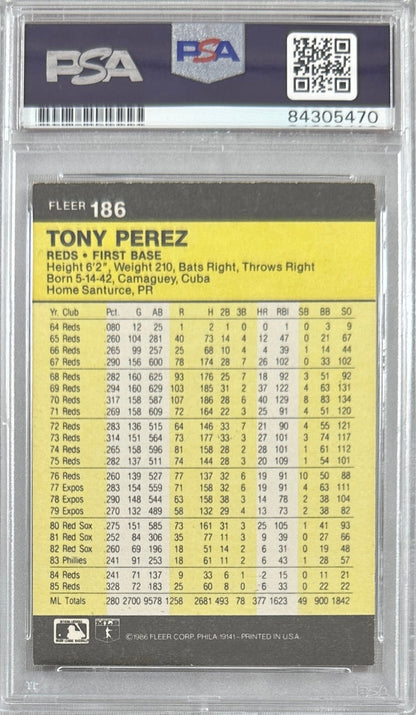 PSA
PSA
84305470
FLEER 186
TONY PEREZ
REDS • FIRST BASE
Height 6'2", Weight 210, Bats Right, Throws Right
Born 5-14-42, Camaguey, Cuba
Home Santurce, PR
Yr. Club Pct. G AB R H 2B 3B HR RBI SB BB SO
64 Reds .080 12 25 1 2 1 0 0 1 0 3 9
65 Reds .260 104 281 40 73 14 4 12 47 0 21 67
66 Reds .265 99 257 25 68 10 4 4 39 1 14 44
67 Reds .290 156 600 78 174 28 7 26 102 0 33 102
68 Reds .282 160 625 93 176 25 7 18 92 3 51 92
69 Reds .294 160 629 103 185 31 2 37 122 4 63 131
70 Reds .317 158 587 107 186 28 6 40 129 8 83 134
71 Reds .269 158 609 72 164 22 3 25 91 4 51 120
72 Reds .283 136 515 64 146 33 7 21 90 4 55 121
73 Reds .314 151 564 73 177 33 3 27 101 3 74 117
74 Reds .265 158 596 81 158 28 2 28 101 1 61 112
75 Reds .282 137 511 74 144 28 3 20 109 1 54 101
76 Reds .260 139 527 77 137 32 6 19 91 10 50 88
77 Expos .283 154 559 71 158 32 6 19 91 4 63 111
78 Expos .290 148 544 63 158 38 3 14 78 2 38 104
79 Expos .270 132 489 58 132 29 4 13 73 2 38 82
80 Red Sox .275 151 585 73 161 31 3 25 105 1 41 93
81 Red Sox .252 84 306 35 77 11 3 9 39 0 27 66
82 Red Sox .260 69 196 18 51 14 2 6 31 0 19 48
83 Phillies .241 91 253 18 61 11 2 6 43 1 28 57
84 Reds .241 71 137 9 33 6 1 2 15 0 11 21
85 Reds .328 72 183 25 60 8 0 6 33 0 22 22
ML Totals .280 2700 9578 1258 2681 493 78 377 1623 49 900 1842
©1986 FLEER CORP. PHILA 19141-PRINTED IN U.S.A.
PSA